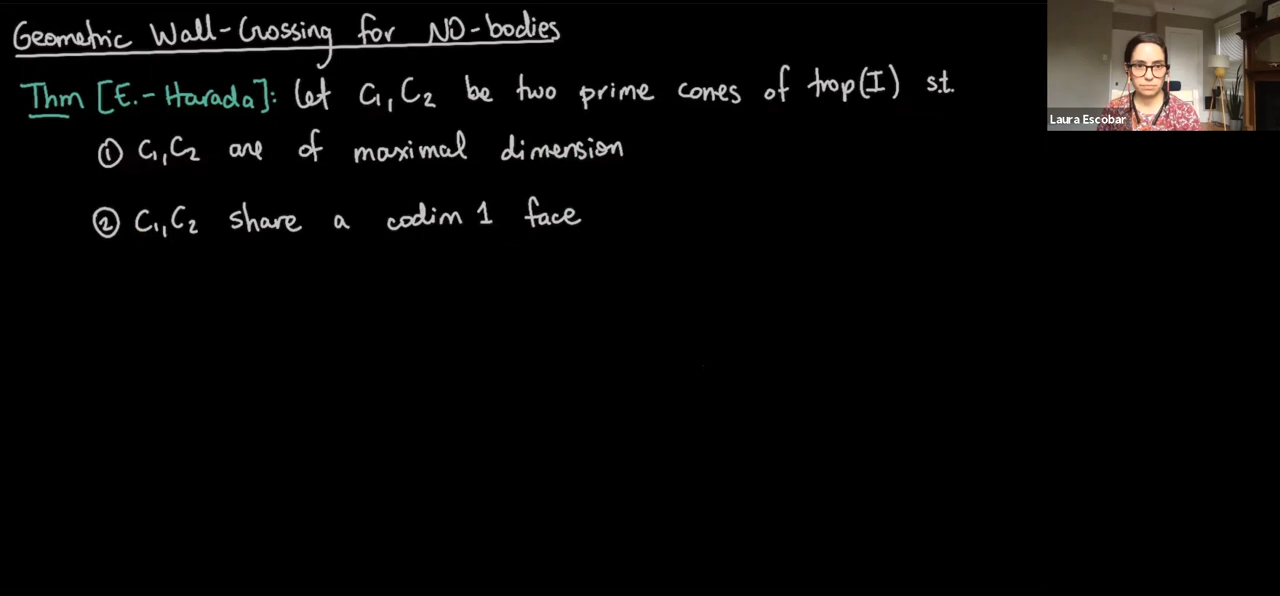 Geometric Wall-Crossing for NO-bodies
Thm [E.-Harada]: Let C₁, C₂ be two prime cones of trop(I) s.t.
① C₁, C₂ are of maximal dimension
② C₁, C₂ share a codim 1 face
Laura Escobar